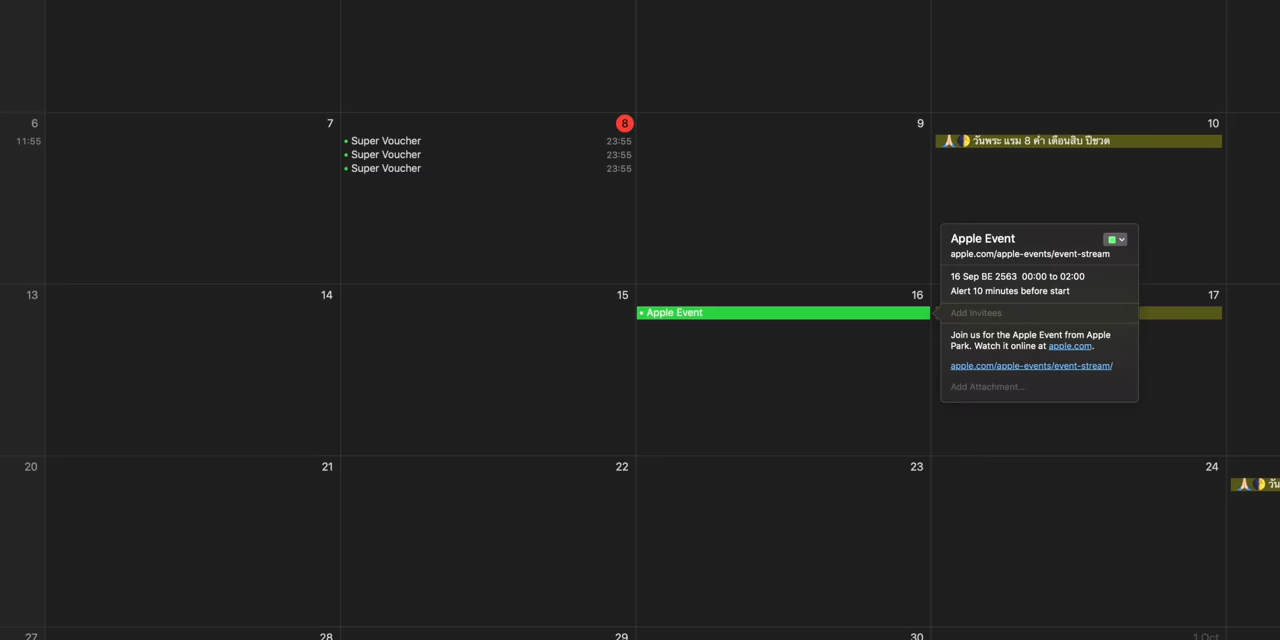 6
7
8
9
10
11:55
Super Voucher 23:55
Super Voucher 23:55
Super Voucher 23:55
วันพระ แรม 8 ค่ำ เดือนสิบ ปีชวด
Apple Event
apple.com/apple-events/event-stream
16 Sep BE 2563 00:00 to 02:00
Alert 10 minutes before start
Add Invitees
Join us for the Apple Event from Apple
Park. Watch it online at apple.com.
apple.com/apple-events/event-stream/
Add Attachment...
13
14
15
16
17
Apple Event
20
21
22
23
24
27
28
29
30
1 Oct